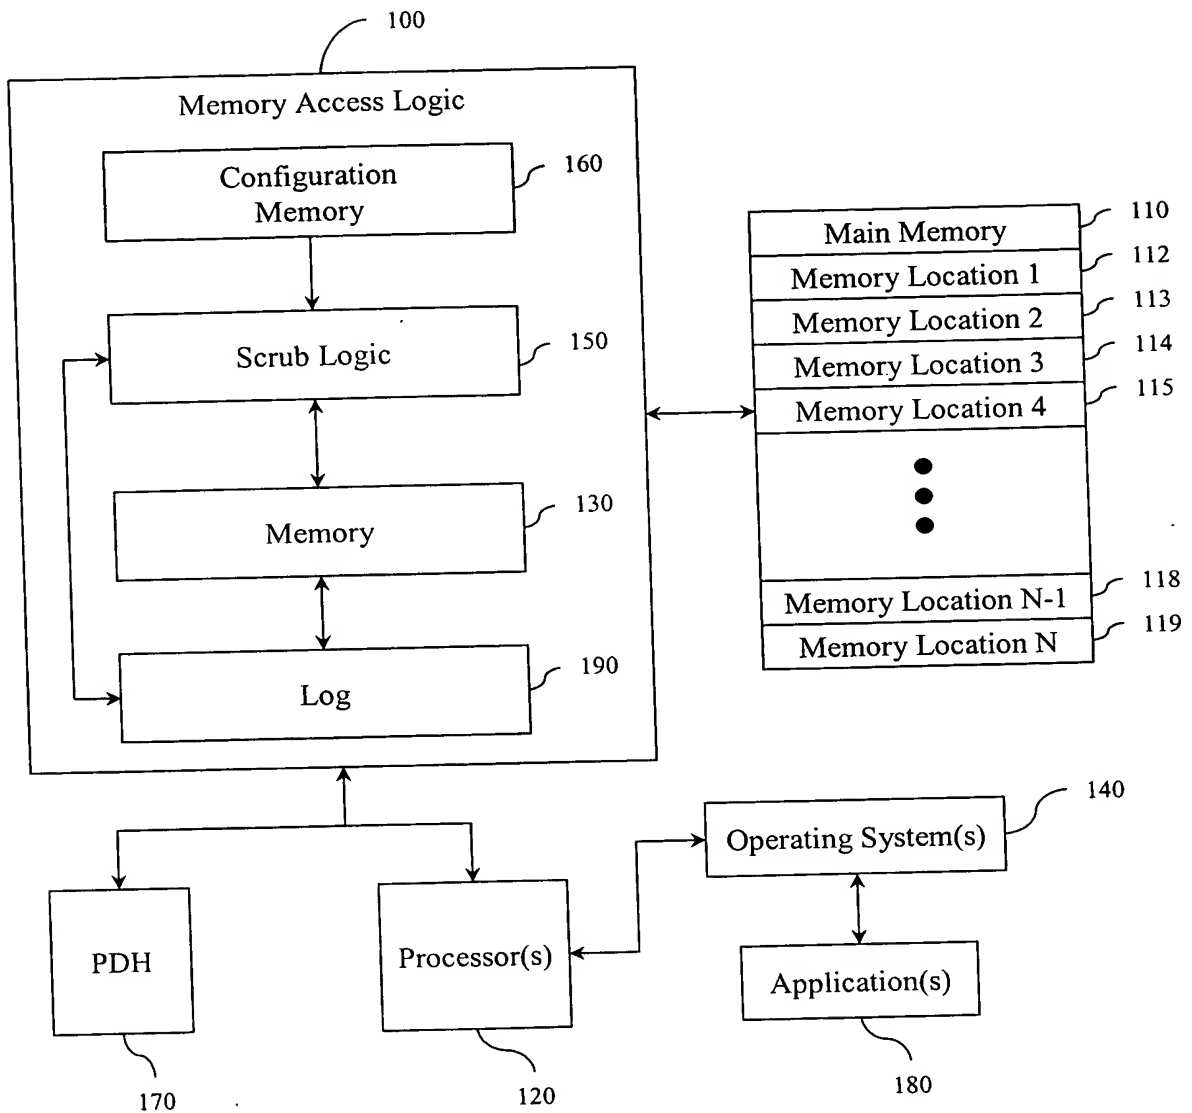 100
Memory Access Logic
Configuration
Memory
160
Scrub Logic
150
Memory
130
Log
190
Main Memory
110
Memory Location 1
112
Memory Location 2
113
Memory Location 3
114
Memory Location 4
115
Memory Location N-1
118
Memory Location N
119
Operating System(s)
140
PDH
170
Processor(s)
120
Application(s)
180